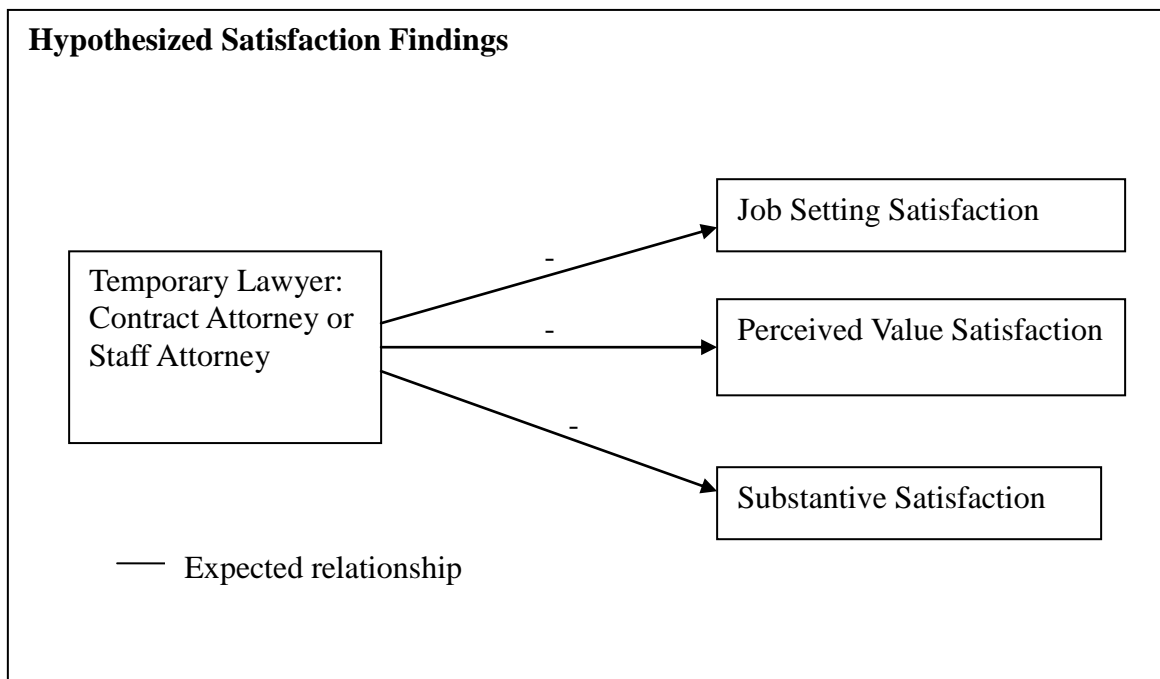 Hypothesized Satisfaction Findings
Job Setting Satisfaction
-
Temporary Lawyer:
Contract Attorney or
Staff Attorney
-
Perceived Value Satisfaction
-
Substantive Satisfaction
Expected relationship